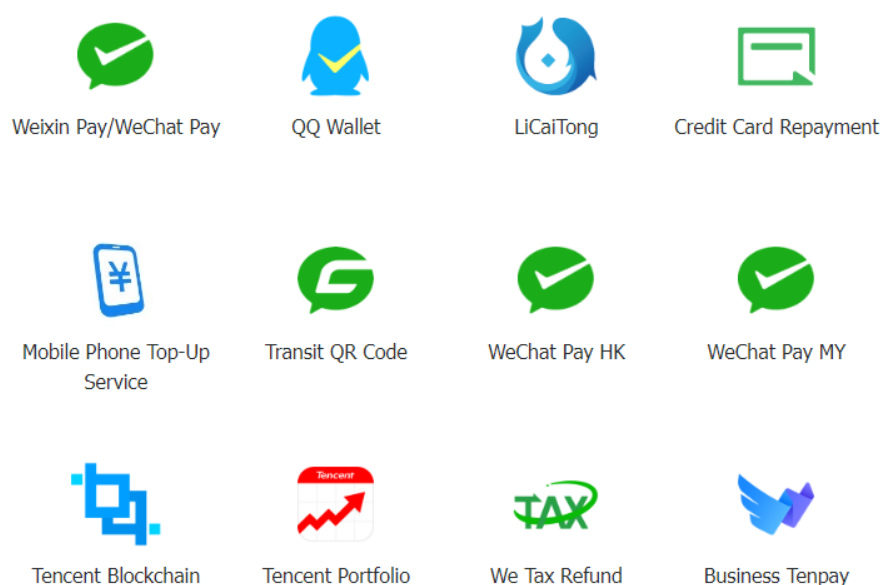 Weixin Pay/WeChat Pay
QQ Wallet
LiCaiTong
Credit Card Repayment
¥
Mobile Phone Top-Up
Service
Transit QR Code
WeChat Pay HK
WeChat Pay MY
Tencent Blockchain
Tencent
Tencent Portfolio
TAX
We Tax Refund
Business Tenpay